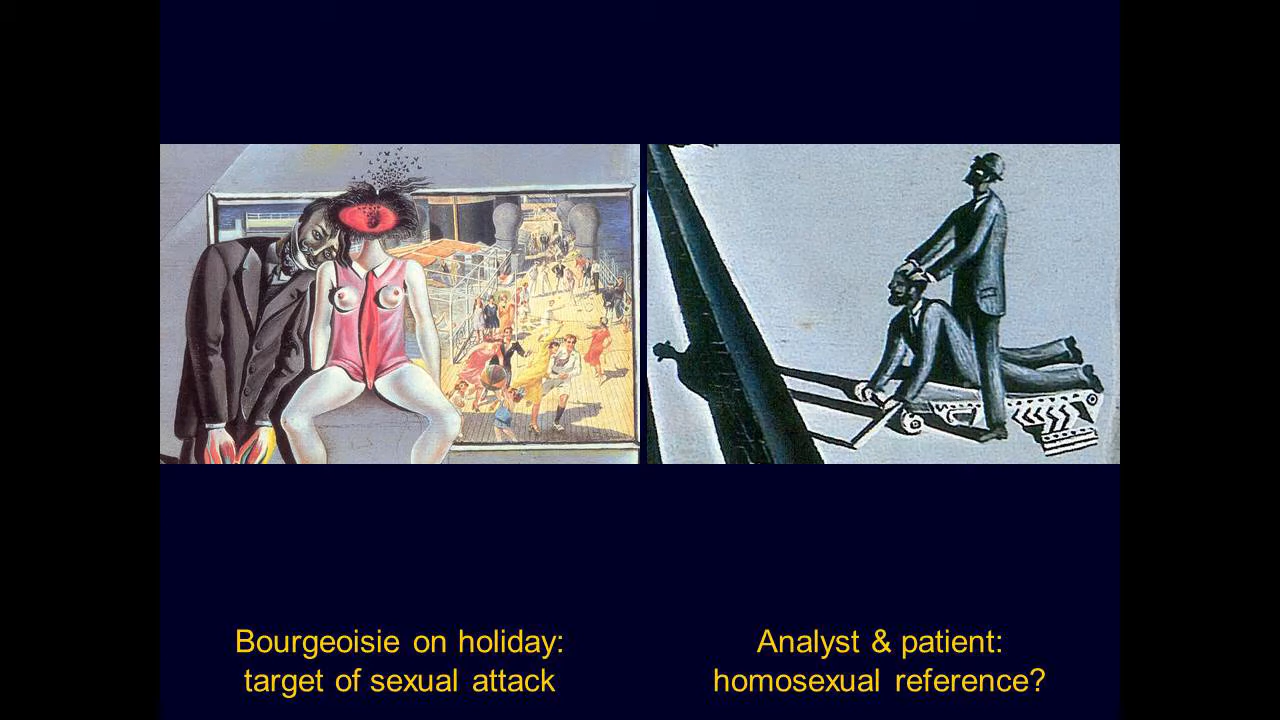 Bourgeoisie on holiday:
target of sexual attack
Analyst & patient:
homosexual reference?